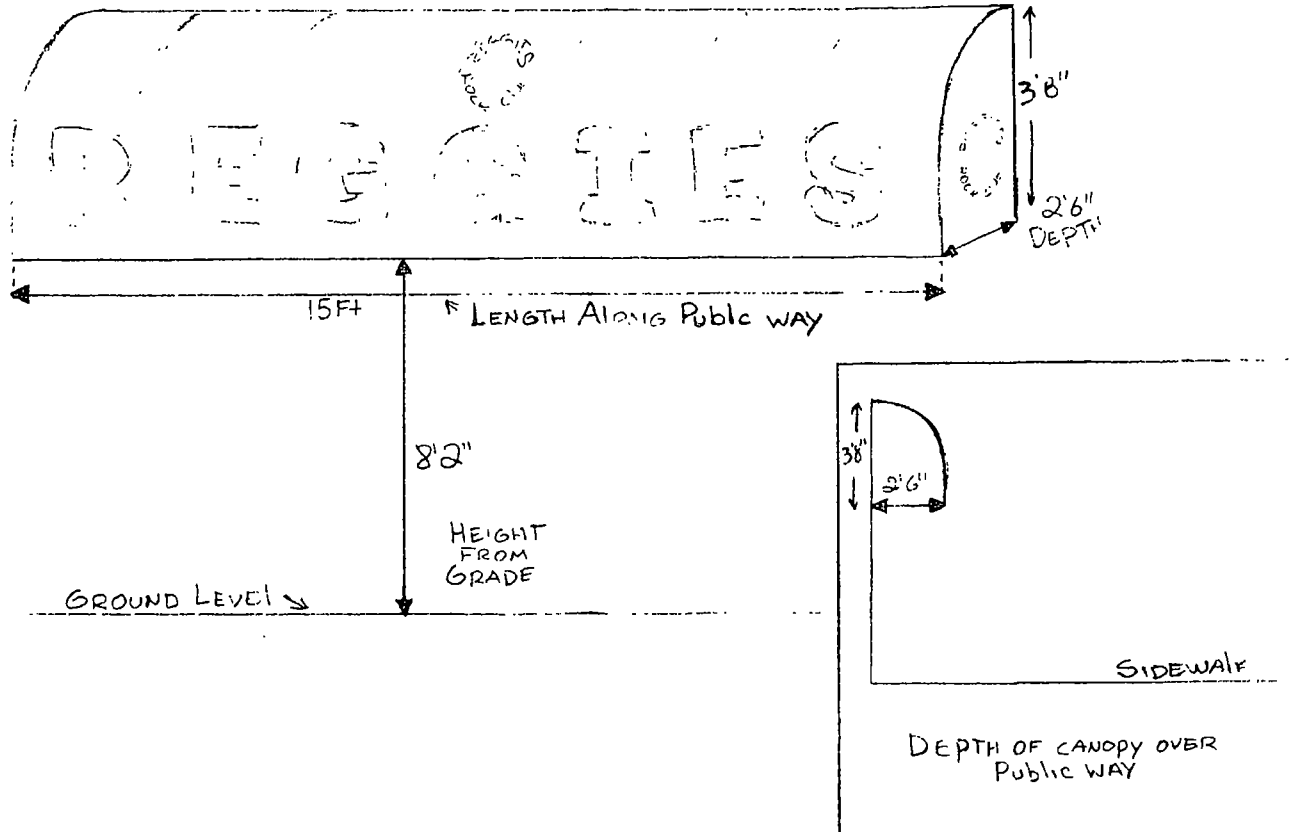 3'8"
2'6"
DEPTH
15Ft
LENGTH ALONG Public WAY
8'2"
HEIGHT
FROM
GRADE
GROUND LEVEL
3'8"
2'6"
SIDEWALK
DEPTH OF CANOPY OVER
Public WAY